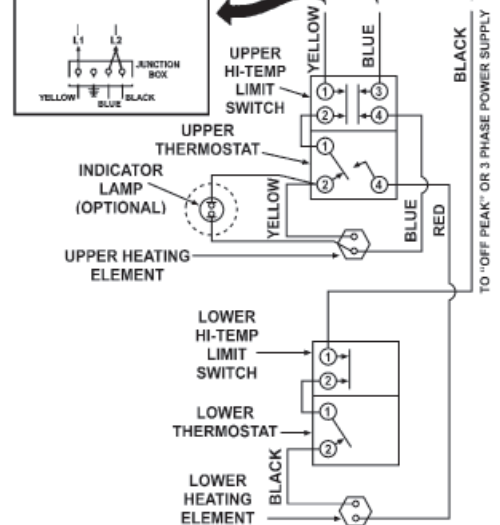 L1 L2
JUNCTION
BOX
YELLOW BLUE BLACK
YELLOW
BLUE
BLACK
TO "OFF PEAK" OR 3 PHASE POWER SUPPLY
UPPER
HI-TEMP
LIMIT
SWITCH
1 3
2 4
UPPER
THERMOSTAT
1
2 4
INDICATOR
LAMP
(OPTIONAL)
YELLOW
BLUE
RED
UPPER HEATING
ELEMENT
LOWER
HI-TEMP
LIMIT
SWITCH
1
2
LOWER
THERMOSTAT
1
2
BLACK
LOWER
HEATING
ELEMENT